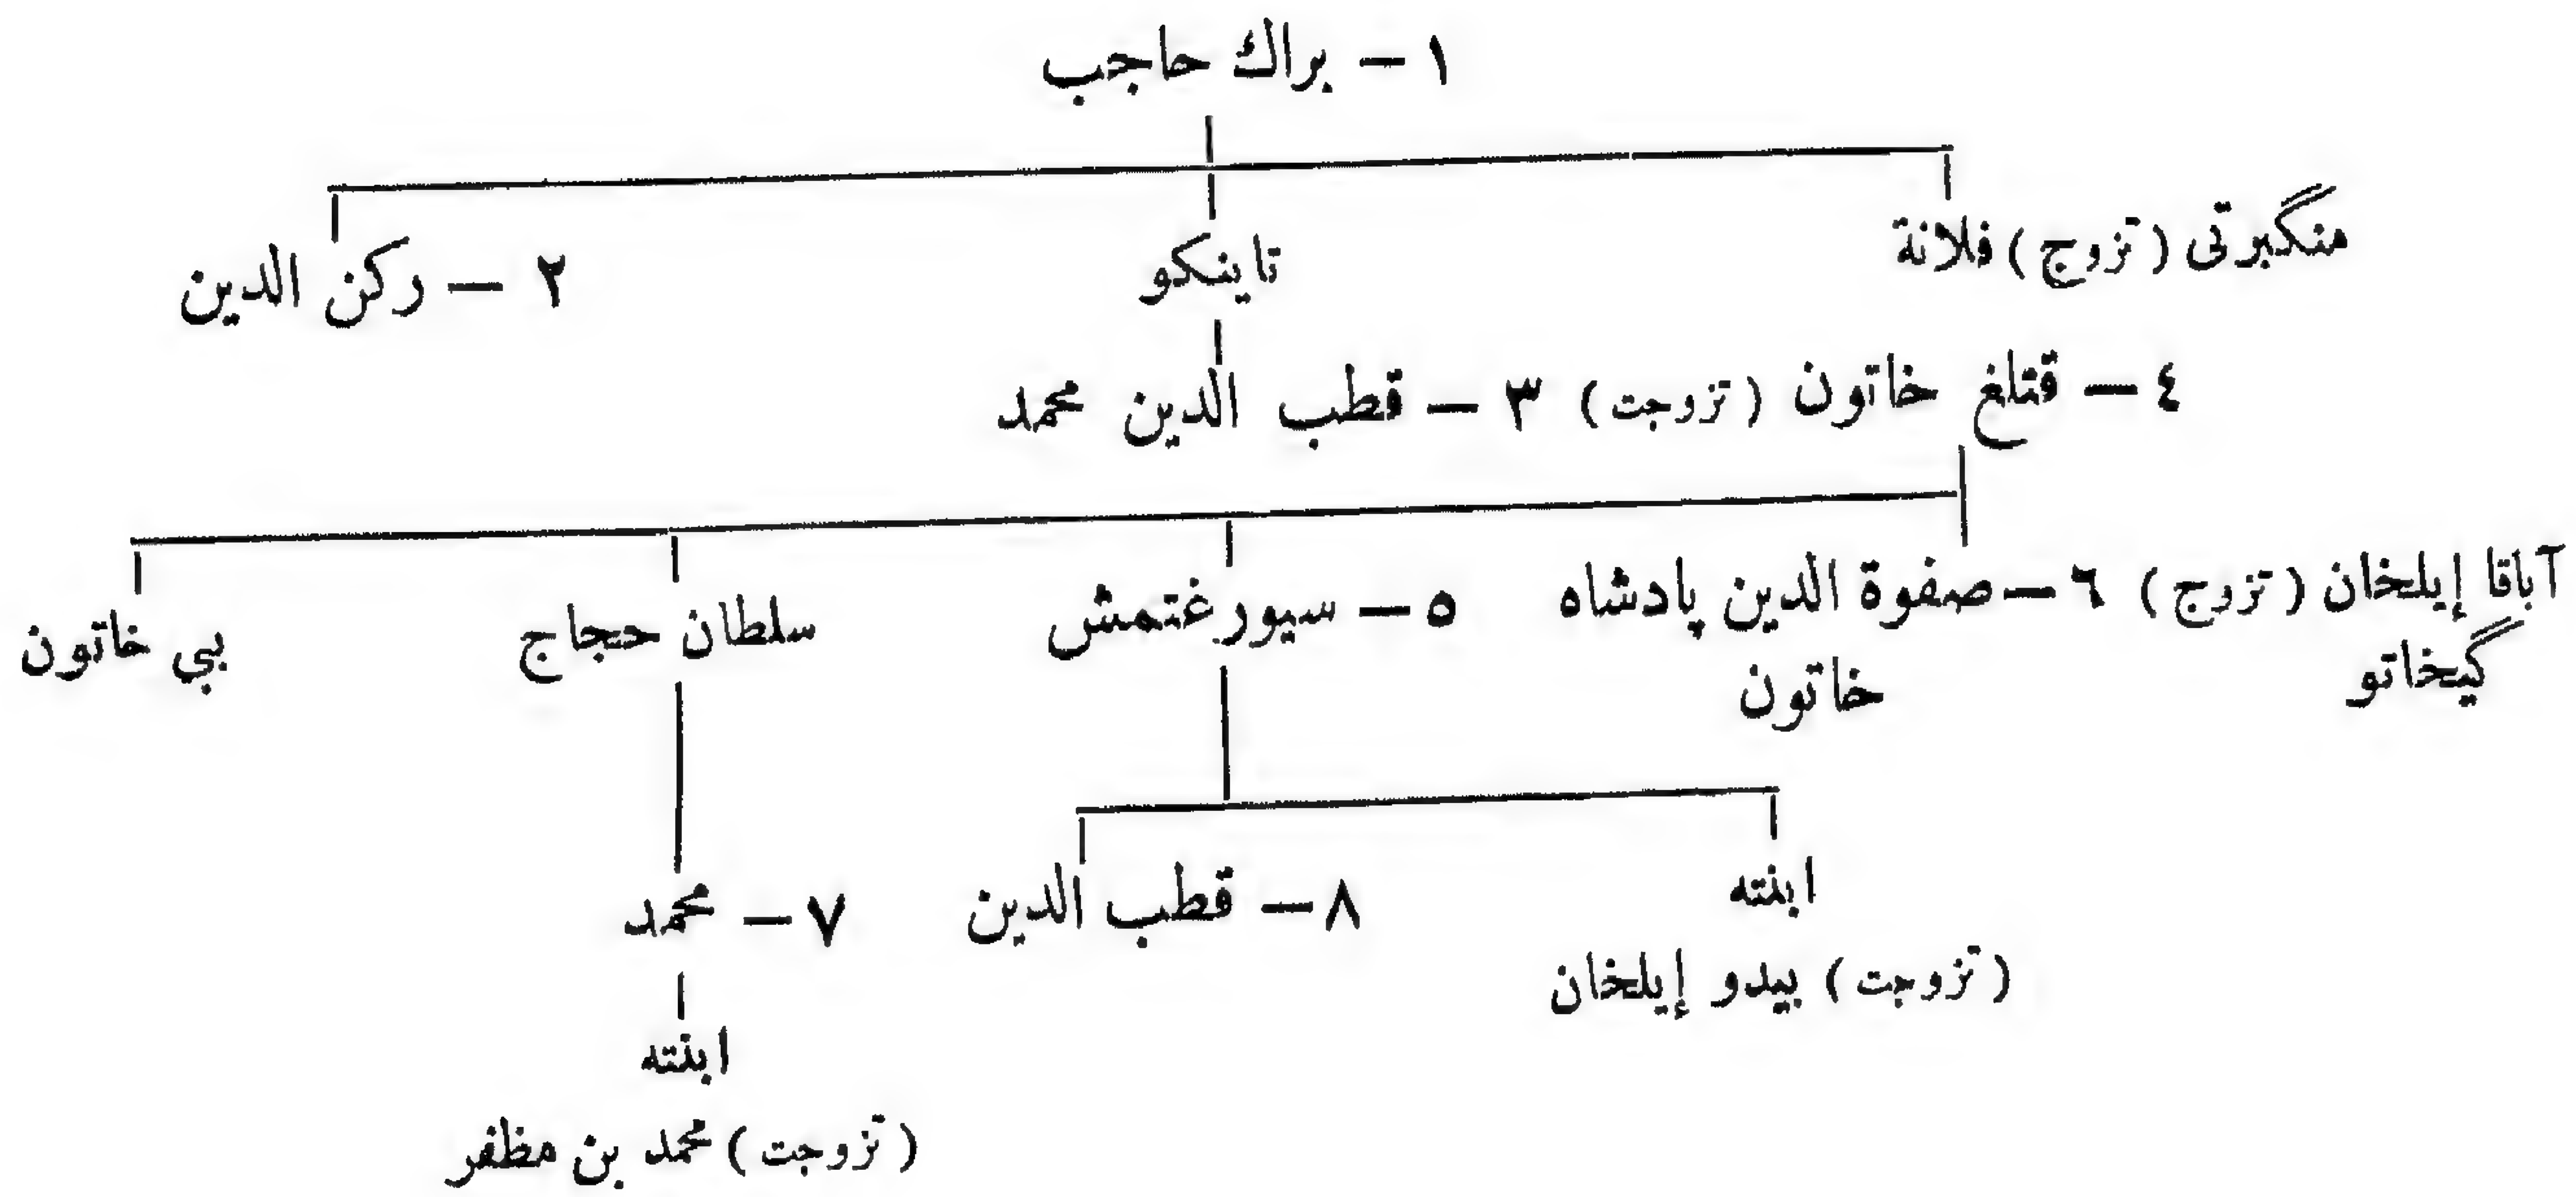 ١ – براك حاجب
منگبرتى (تزوج) فلانة
تاينكو
٢ – ركن الدين
٤ – قتلغ خاتون (تزوجت) ٣ – قطب الدين محمد
آباقا إيلخان (تزوج) ٦ – صفوة الدين پادشاه
گيخاتو
خاتون
٥ – سيورغتمش
سلطان حجاج
بي خاتون
ابنته
(تزوجت) بيدو إيلخان
٨ – قطب الدين
٧ – محمد
ابنته
(تزوجت) محمد بن مظفر